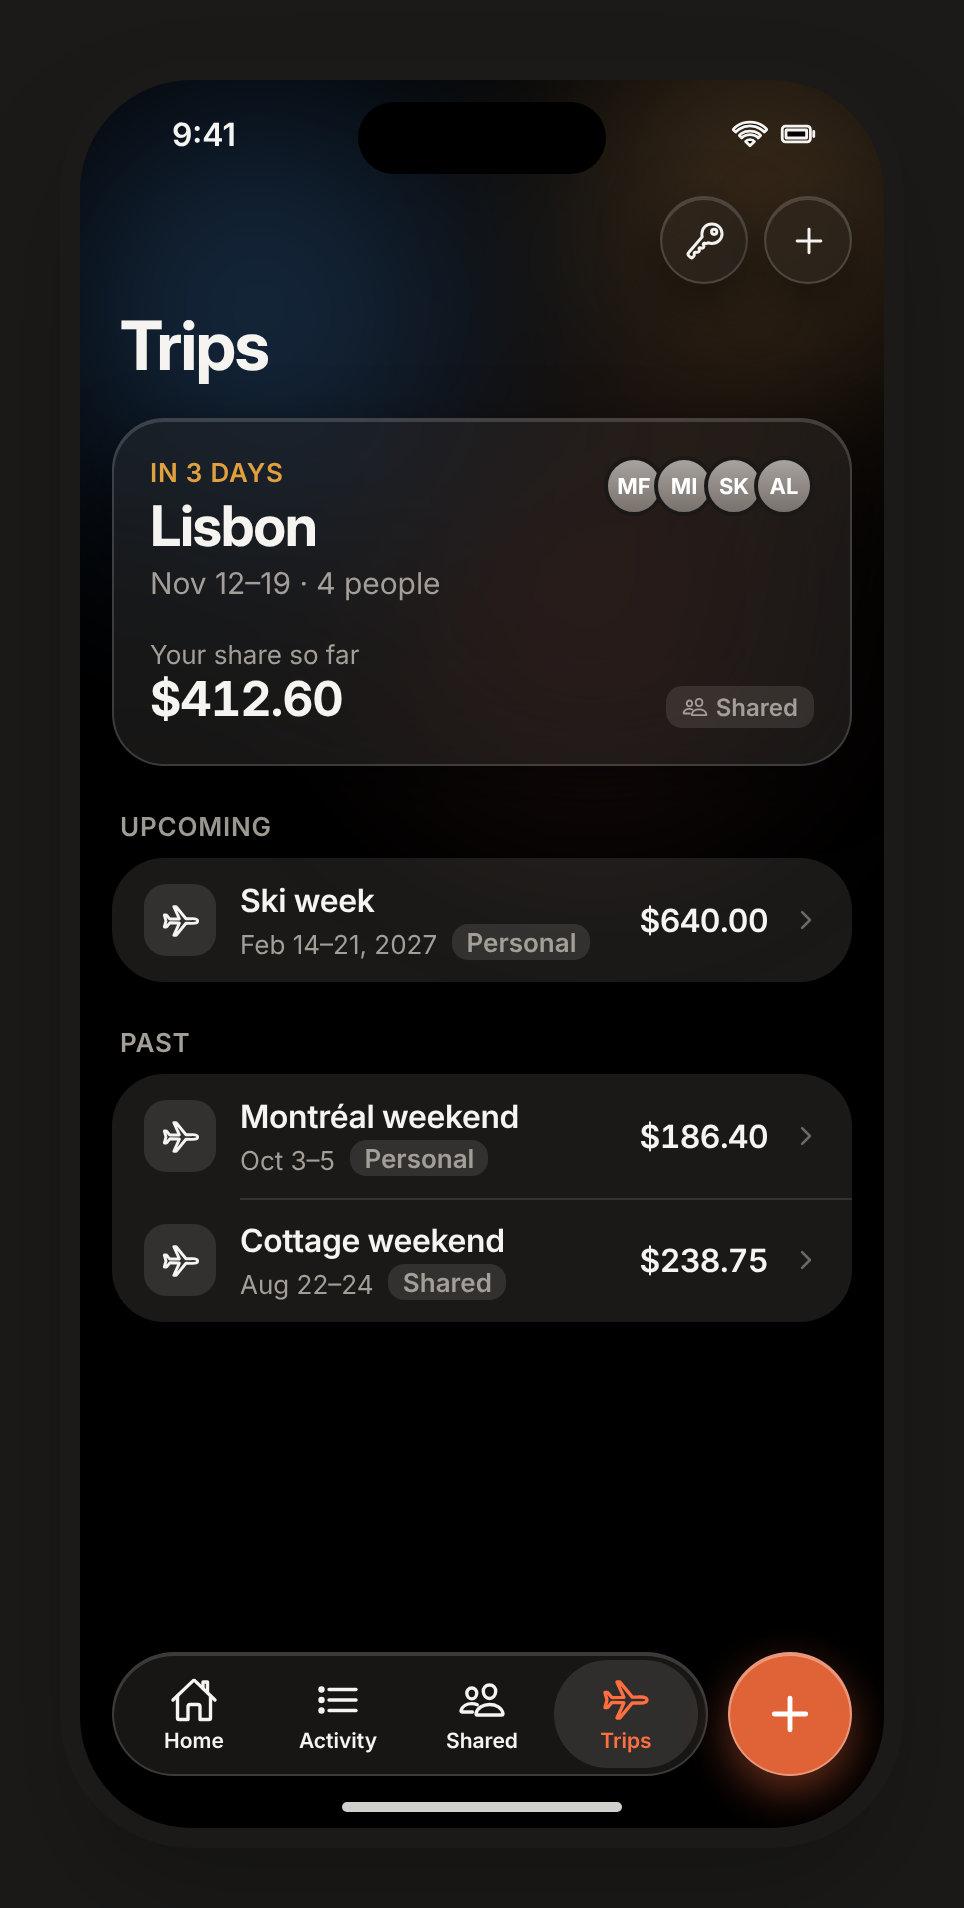 9:41
Trips
IN 3 DAYS
MF MI SK AL
Lisbon
Nov 12–19 · 4 people
Your share so far
$412.60
Shared
UPCOMING
Ski week
Feb 14–21, 2027 Personal
$640.00
PAST
Montréal weekend
Oct 3–5 Personal
$186.40
Cottage weekend
Aug 22–24 Shared
$238.75
Home Activity Shared Trips